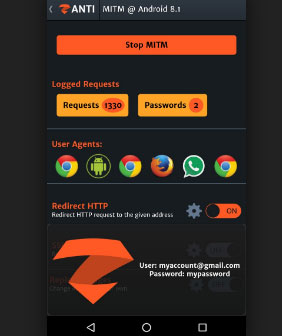 ANTI MITM @ Android 8.1
Stop MITM
Logged Requests
Requests 1330 Passwords 2
User Agents:
Redirect HTTP
Redirect HTTP request to the given address
ON
User: myaccount@gmail.com
Password: mypassword